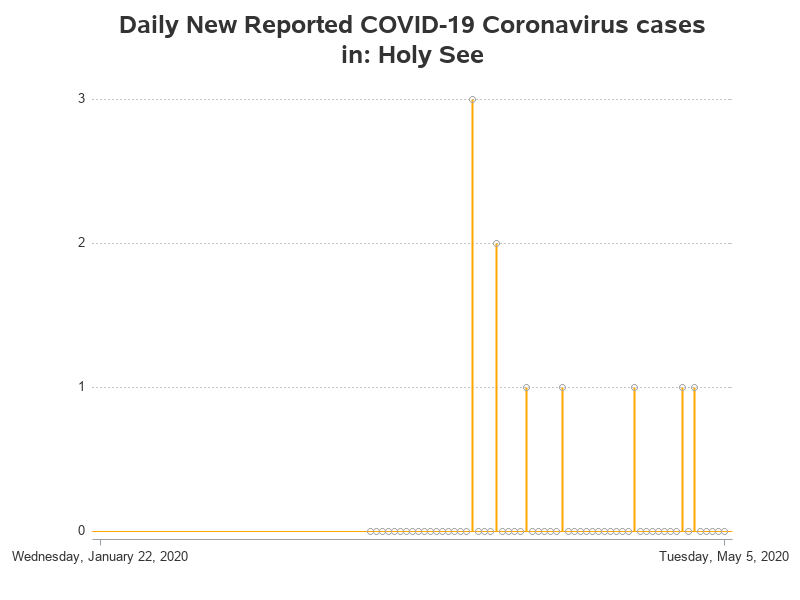 Daily New Reported COVID-19 Coronavirus cases
in: Holy See
3
2
1
0
Wednesday, January 22, 2020 Tuesday, May 5, 2020